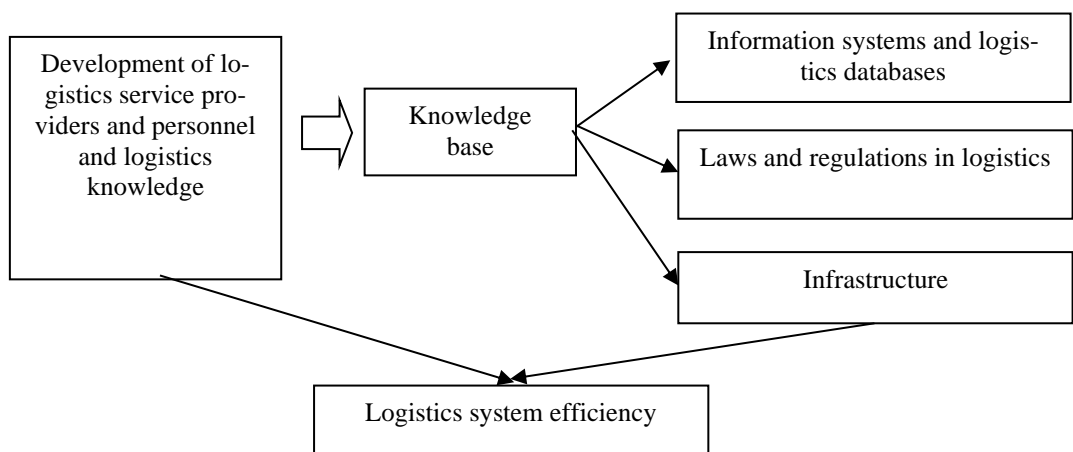 Development of lo-
gistics service pro-
viders and personnel
and logistics
knowledge
Knowledge
base
Information systems and logis-
tics databases
Laws and regulations in logistics
Infrastructure
Logistics system efficiency